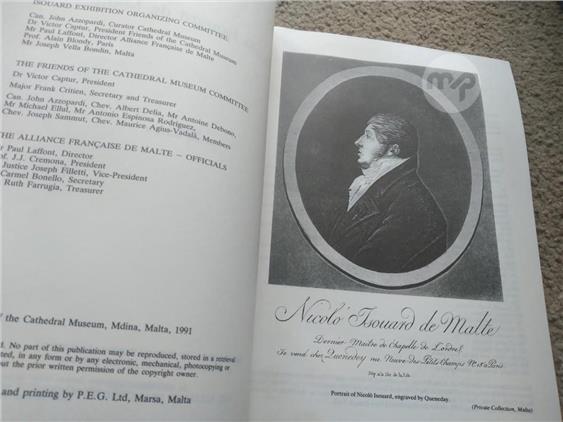 ISOUARD EXHIBITION ORGANIZING COMMITTEE
Can. John Azzopardi, Curator Cathedral Museum
Dr Victor Captur, President Friends of the Cathedral Museum
Mr Paul Laffont, Director Alliance Française de Malte
Prof. Alain Blondy, Paris
Mr Joseph Vella Bondin, Malta
THE FRIENDS OF THE CATHEDRAL MUSEUM COMMITTEE
Dr Victor Captur, President
Major Frank Critien, Secretary and Treasurer
Can. John Azzopardi, Chev. Albert Delia, Mr Antoine Debono,
Mr Michael Ellul, Mr Antonio Espinosa Rodriguez,
Chev. Joseph Sammut, Chev. Maurice Agius-Vadalà, Members
THE ALLIANCE FRANÇAISE DE MALTE – OFFICIALS
r Paul Laffont, Director
of. J.J. Cremona, President
Justice Joseph Filletti, Vice-President
Carmel Bonello, Secretary
Ruth Farrugia, Treasurer
f the Cathedral Museum, Mdina, Malta, 1991
d. No part of this publication may be reproduced, stored in a retrieval
ted, in any form or by any electronic, mechanical, photocopying or
out the prior written permission of the copyright owner.
and printing by P.E.G. Ltd, Marsa, Malta
mp
Nicolò Isouard de Malte
Dernier Maitre de Chapelle de
Se vend chez Quenedey rue Neuve des Petits Champs No. 15 à Paris
Portrait of Nicolò Isouard, engraved by Queneday.
(Private Collection, Malta)